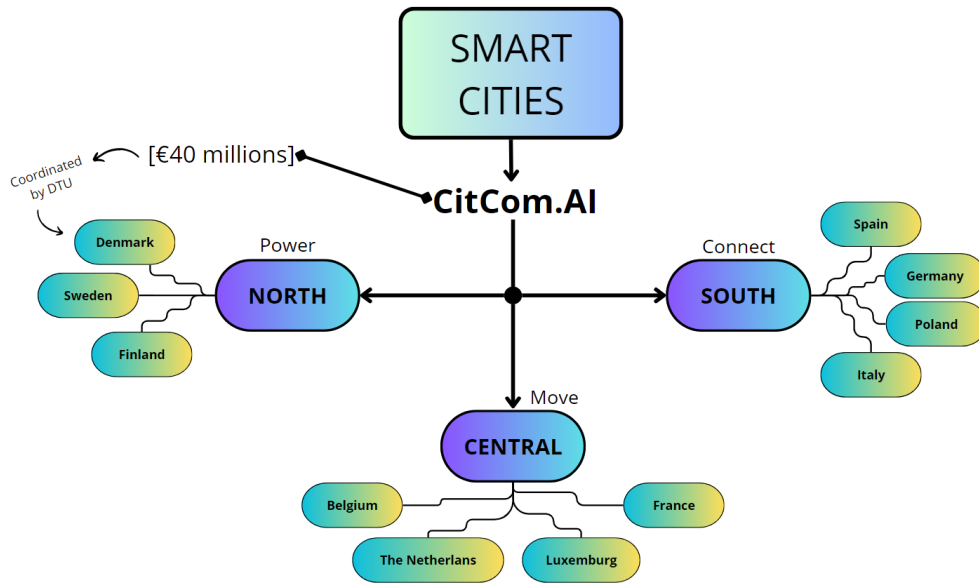 SMART
CITIES
[€40 millions]
Coordinated
by DTU
CitCom.AI
Power
NORTH
Denmark
Sweden
Finland
Connect
SOUTH
Spain
Germany
Poland
Italy
Move
CENTRAL
Belgium
France
The Netherlans
Luxemburg